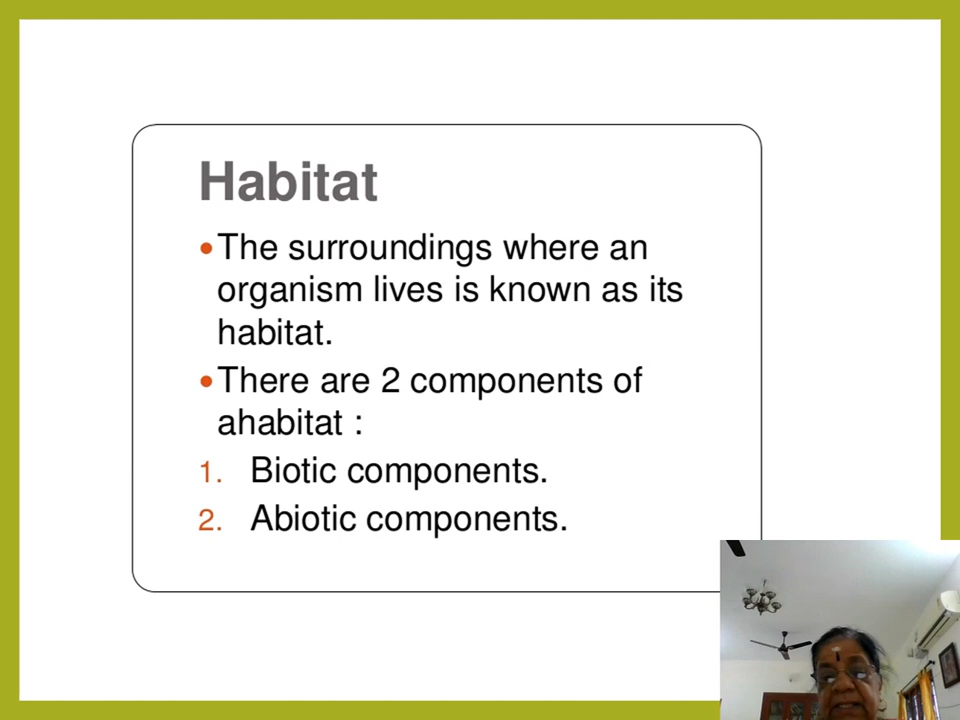 Habitat
•The surroundings where an
organism lives is known as its
habitat.
•There are 2 components of
ahabitat :
1. Biotic components.
2. Abiotic components.